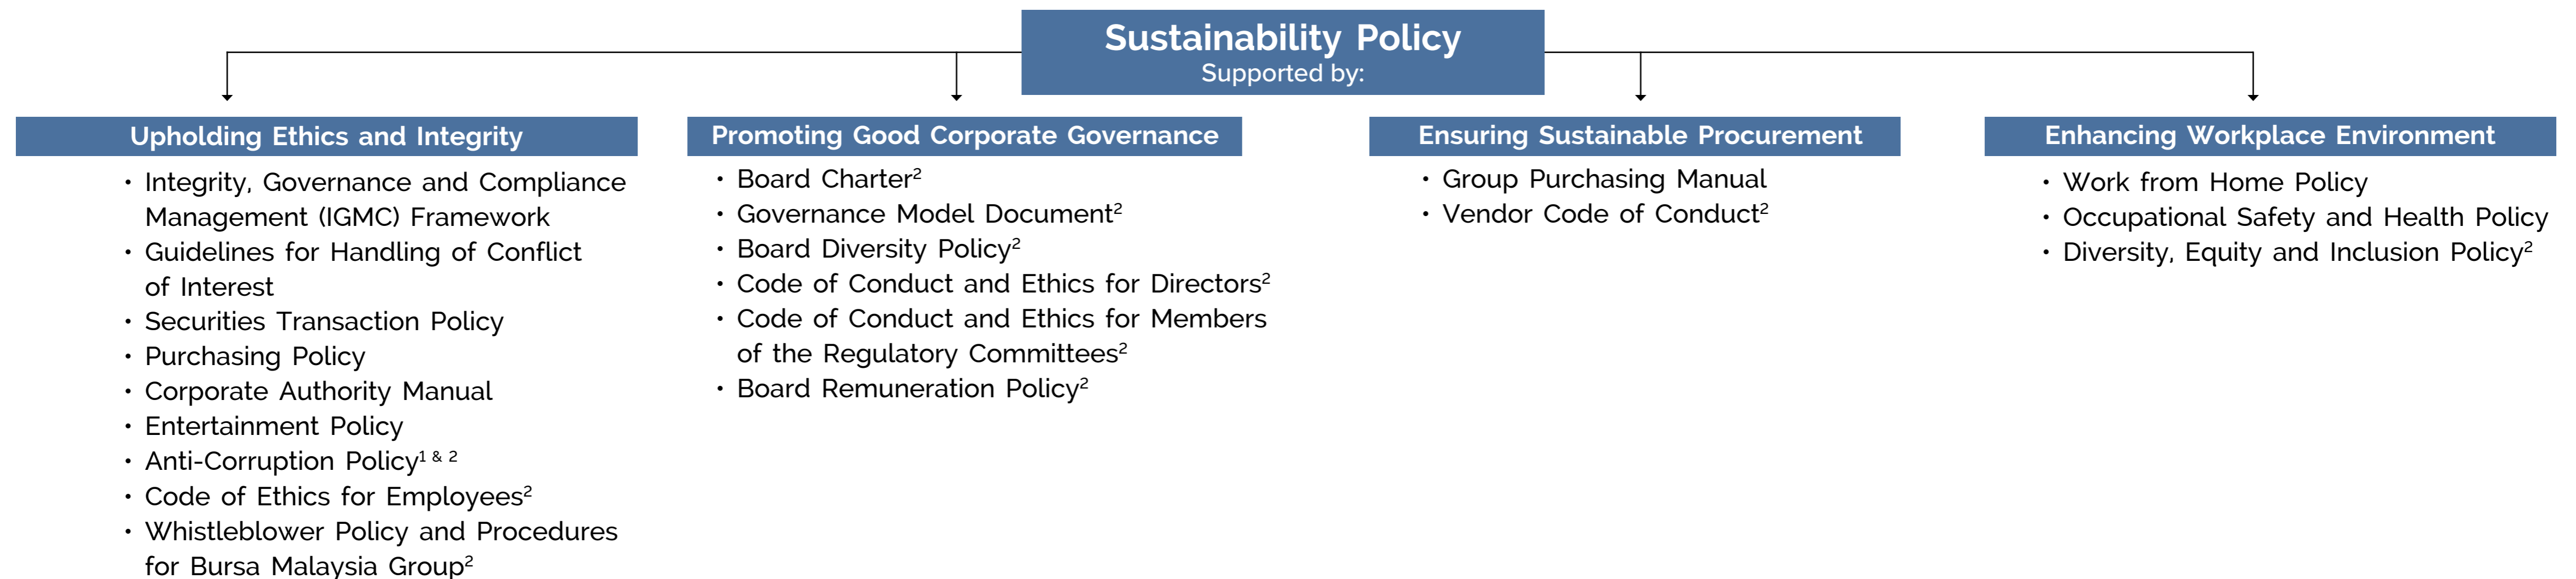 Sustainability Policy
Supported by:
Upholding Ethics and Integrity
• Integrity, Governance and Compliance
Management (IGMC) Framework
• Guidelines for Handling of Conflict
of Interest
• Securities Transaction Policy
• Purchasing Policy
• Corporate Authority Manual
• Entertainment Policy
• Anti-Corruption Policy¹ & ²
• Code of Ethics for Employees²
• Whistleblower Policy and Procedures
for Bursa Malaysia Group²
Promoting Good Corporate Governance
• Board Charter²
• Governance Model Document²
• Board Diversity Policy²
• Code of Conduct and Ethics for Directors²
• Code of Conduct and Ethics for Members
of the Regulatory Committees²
• Board Remuneration Policy²
Ensuring Sustainable Procurement
• Group Purchasing Manual
• Vendor Code of Conduct²
Enhancing Workplace Environment
• Work from Home Policy
• Occupational Safety and Health Policy
• Diversity, Equity and Inclusion Policy²